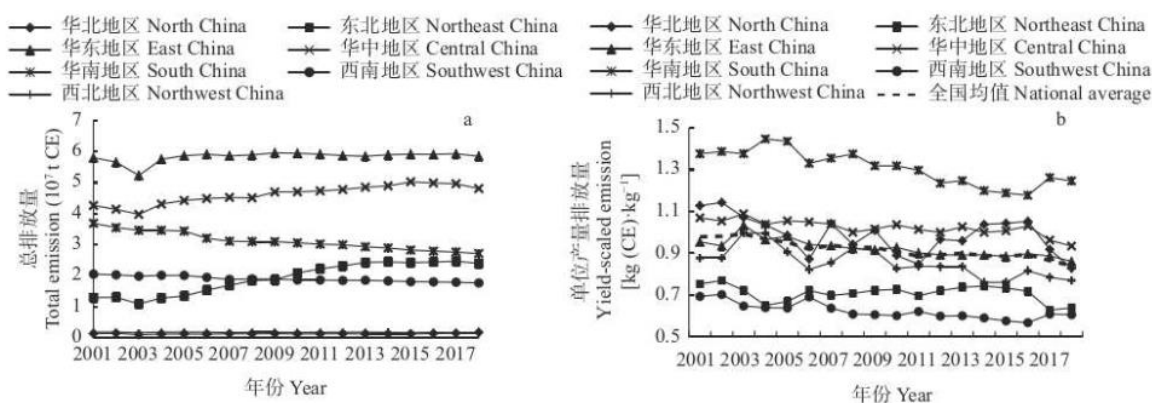 华北地区 North China 东北地区 Northeast China
华东地区 East China 华中地区 Central China
华南地区 South China 西南地区 Southwest China
西北地区 Northwest China
a
总排放量
Total emission (10⁷ t CE)
7
6
5
4
3
2
1
0
2001 2003 2005 2007 2009 2011 2013 2015 2017
年份 Year
华北地区 North China 东北地区 Northeast China
华东地区 East China 华中地区 Central China
华南地区 South China 西南地区 Southwest China
西北地区 Northwest China 全国均值 National average
b
单位产量排放量
Yield-scaled emission
[kg (CE)·kg⁻¹]
1.5
1.3
1.1
0.9
0.7
0.5
2001 2003 2005 2007 2009 2011 2013 2015 2017
年份 Year